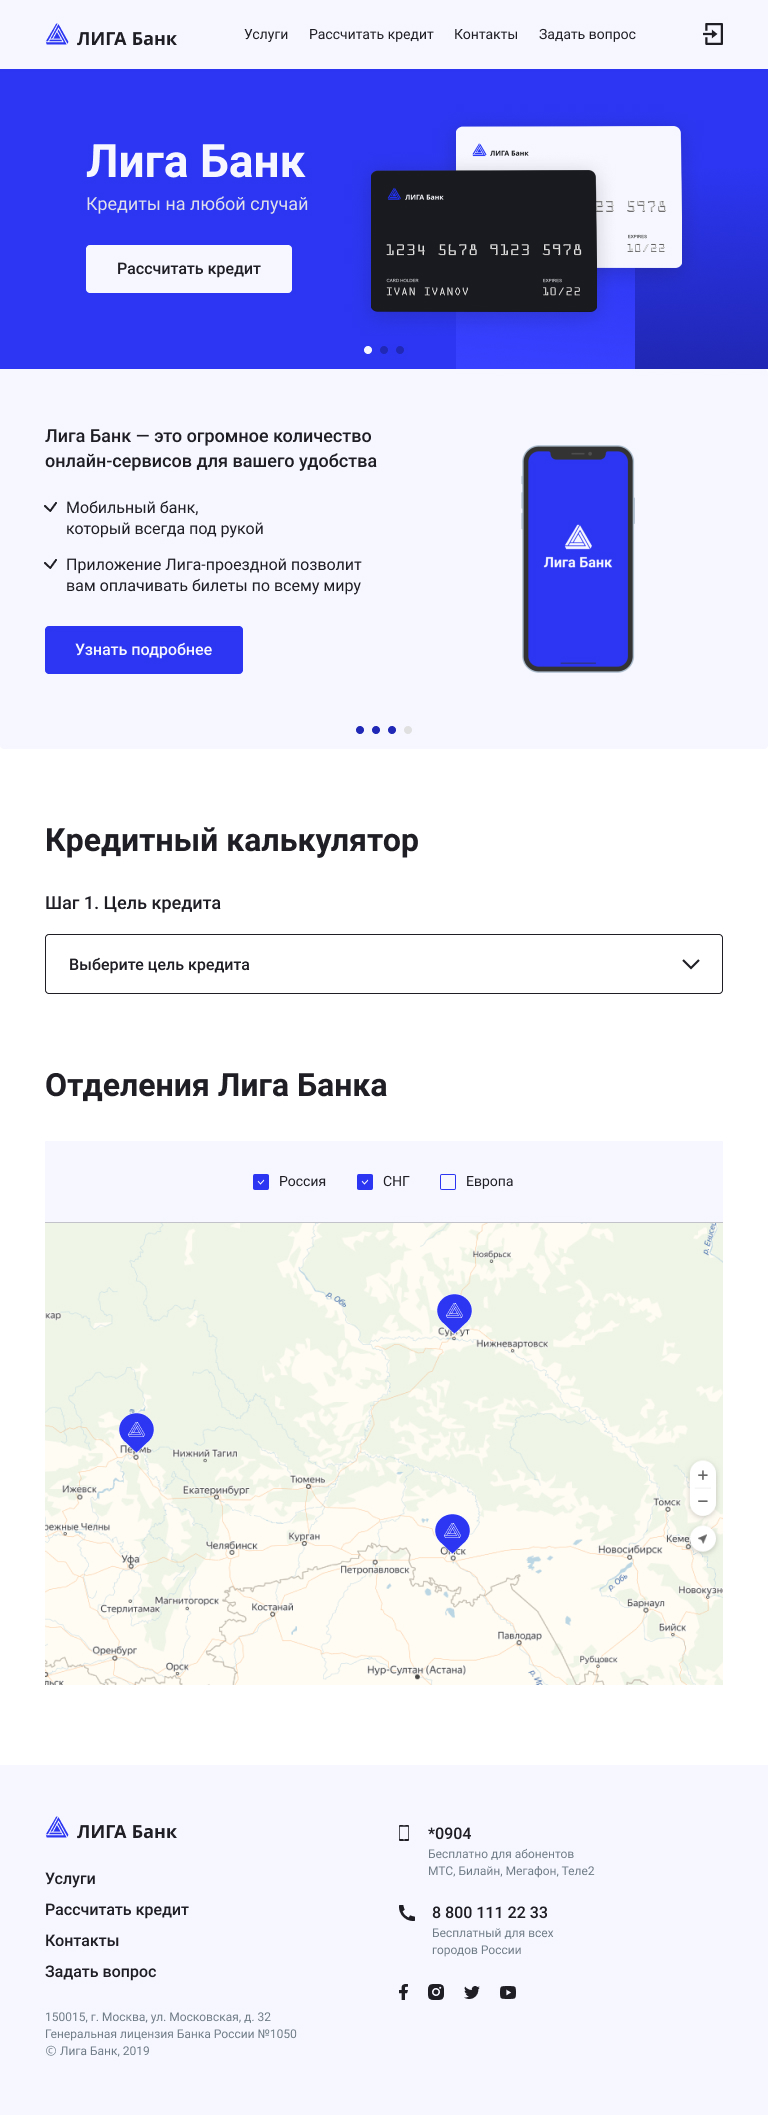 ЛИГА Банк
Услуги
Рассчитать кредит
Контакты
Задать вопрос
Лига Банк
Кредиты на любой случай
Рассчитать кредит
ЛИГА Банк
23 5978
EXPIRES
10/22
ЛИГА Банк
1234 5678 9123 5978
CARD HOLDER
EXPIRES
IVAN IVANOV
10/22
Лига Банк — это огромное количество
онлайн-сервисов для вашего удобства
Мобильный банк,
который всегда под рукой
Приложение Лига-проездной позволит
вам оплачивать билеты по всему миру
Узнать подробнее
Лига Банк
Кредитный калькулятор
Шаг 1. Цель кредита
Выберите цель кредита
Отделения Лига Банка
Россия
СНГ
Европа
Ноябрьск
р. Обь
кар
Нижневартовск
Нижний Тагил
Тюмень
Ижевск
Екатеринбург
Томск
режные Челны
Курган
Челябинск
Кеме
Новосибирск
Уфа
Петропавловск
р. Обь
Новокузн
Магнитогорск
Стерлитамак
Костанай
Барнаул
Бийск
Павлодар
Оренбург
Рубцовск
Орск
Нур-Султан (Астана)
льск
ЛИГА Банк
Услуги
Рассчитать кредит
Контакты
Задать вопрос
150015, г. Москва, ул. Московская, д. 32
Генеральная лицензия Банка России №1050
© Лига Банк, 2019
*0904
Бесплатно для абонентов
МТС, Билайн, Мегафон, Теле2
8 800 111 22 33
Бесплатный для всех
городов России